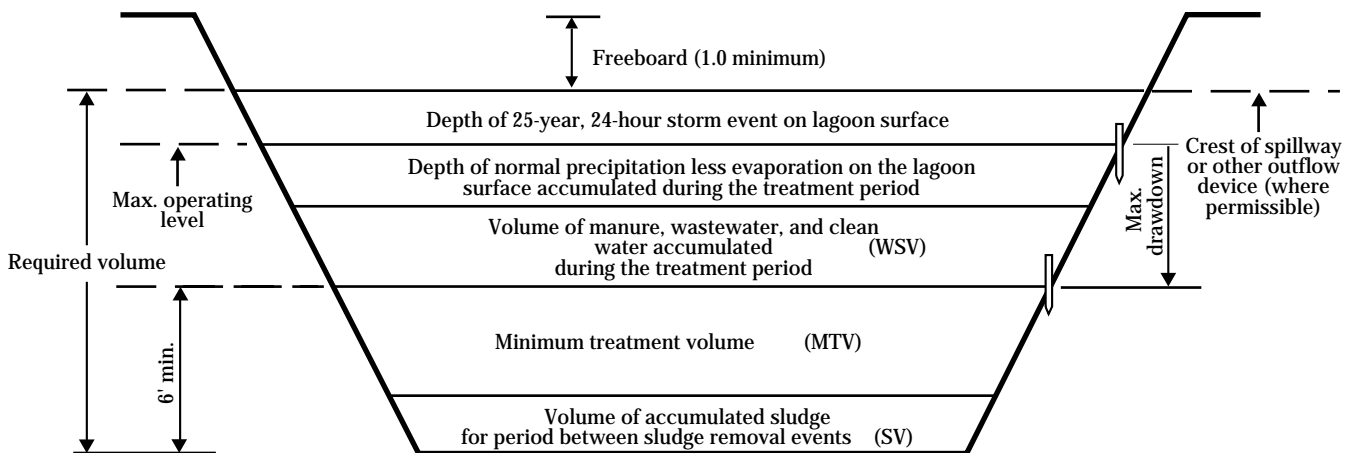 Freeboard (1.0 minimum)
Depth of 25-year, 24-hour storm event on lagoon surface
Crest of spillway
or other outflow
device (where
permissible)
Max. operating
level
Depth of normal precipitation less evaporation on the lagoon
surface accumulated during the treatment period
Max.
drawdown
Volume of manure, wastewater, and clean
water accumulated (WSV)
during the treatment period
Required volume
6' min.
Minimum treatment volume (MTV)
Volume of accumulated sludge
for period between sludge removal events (SV)